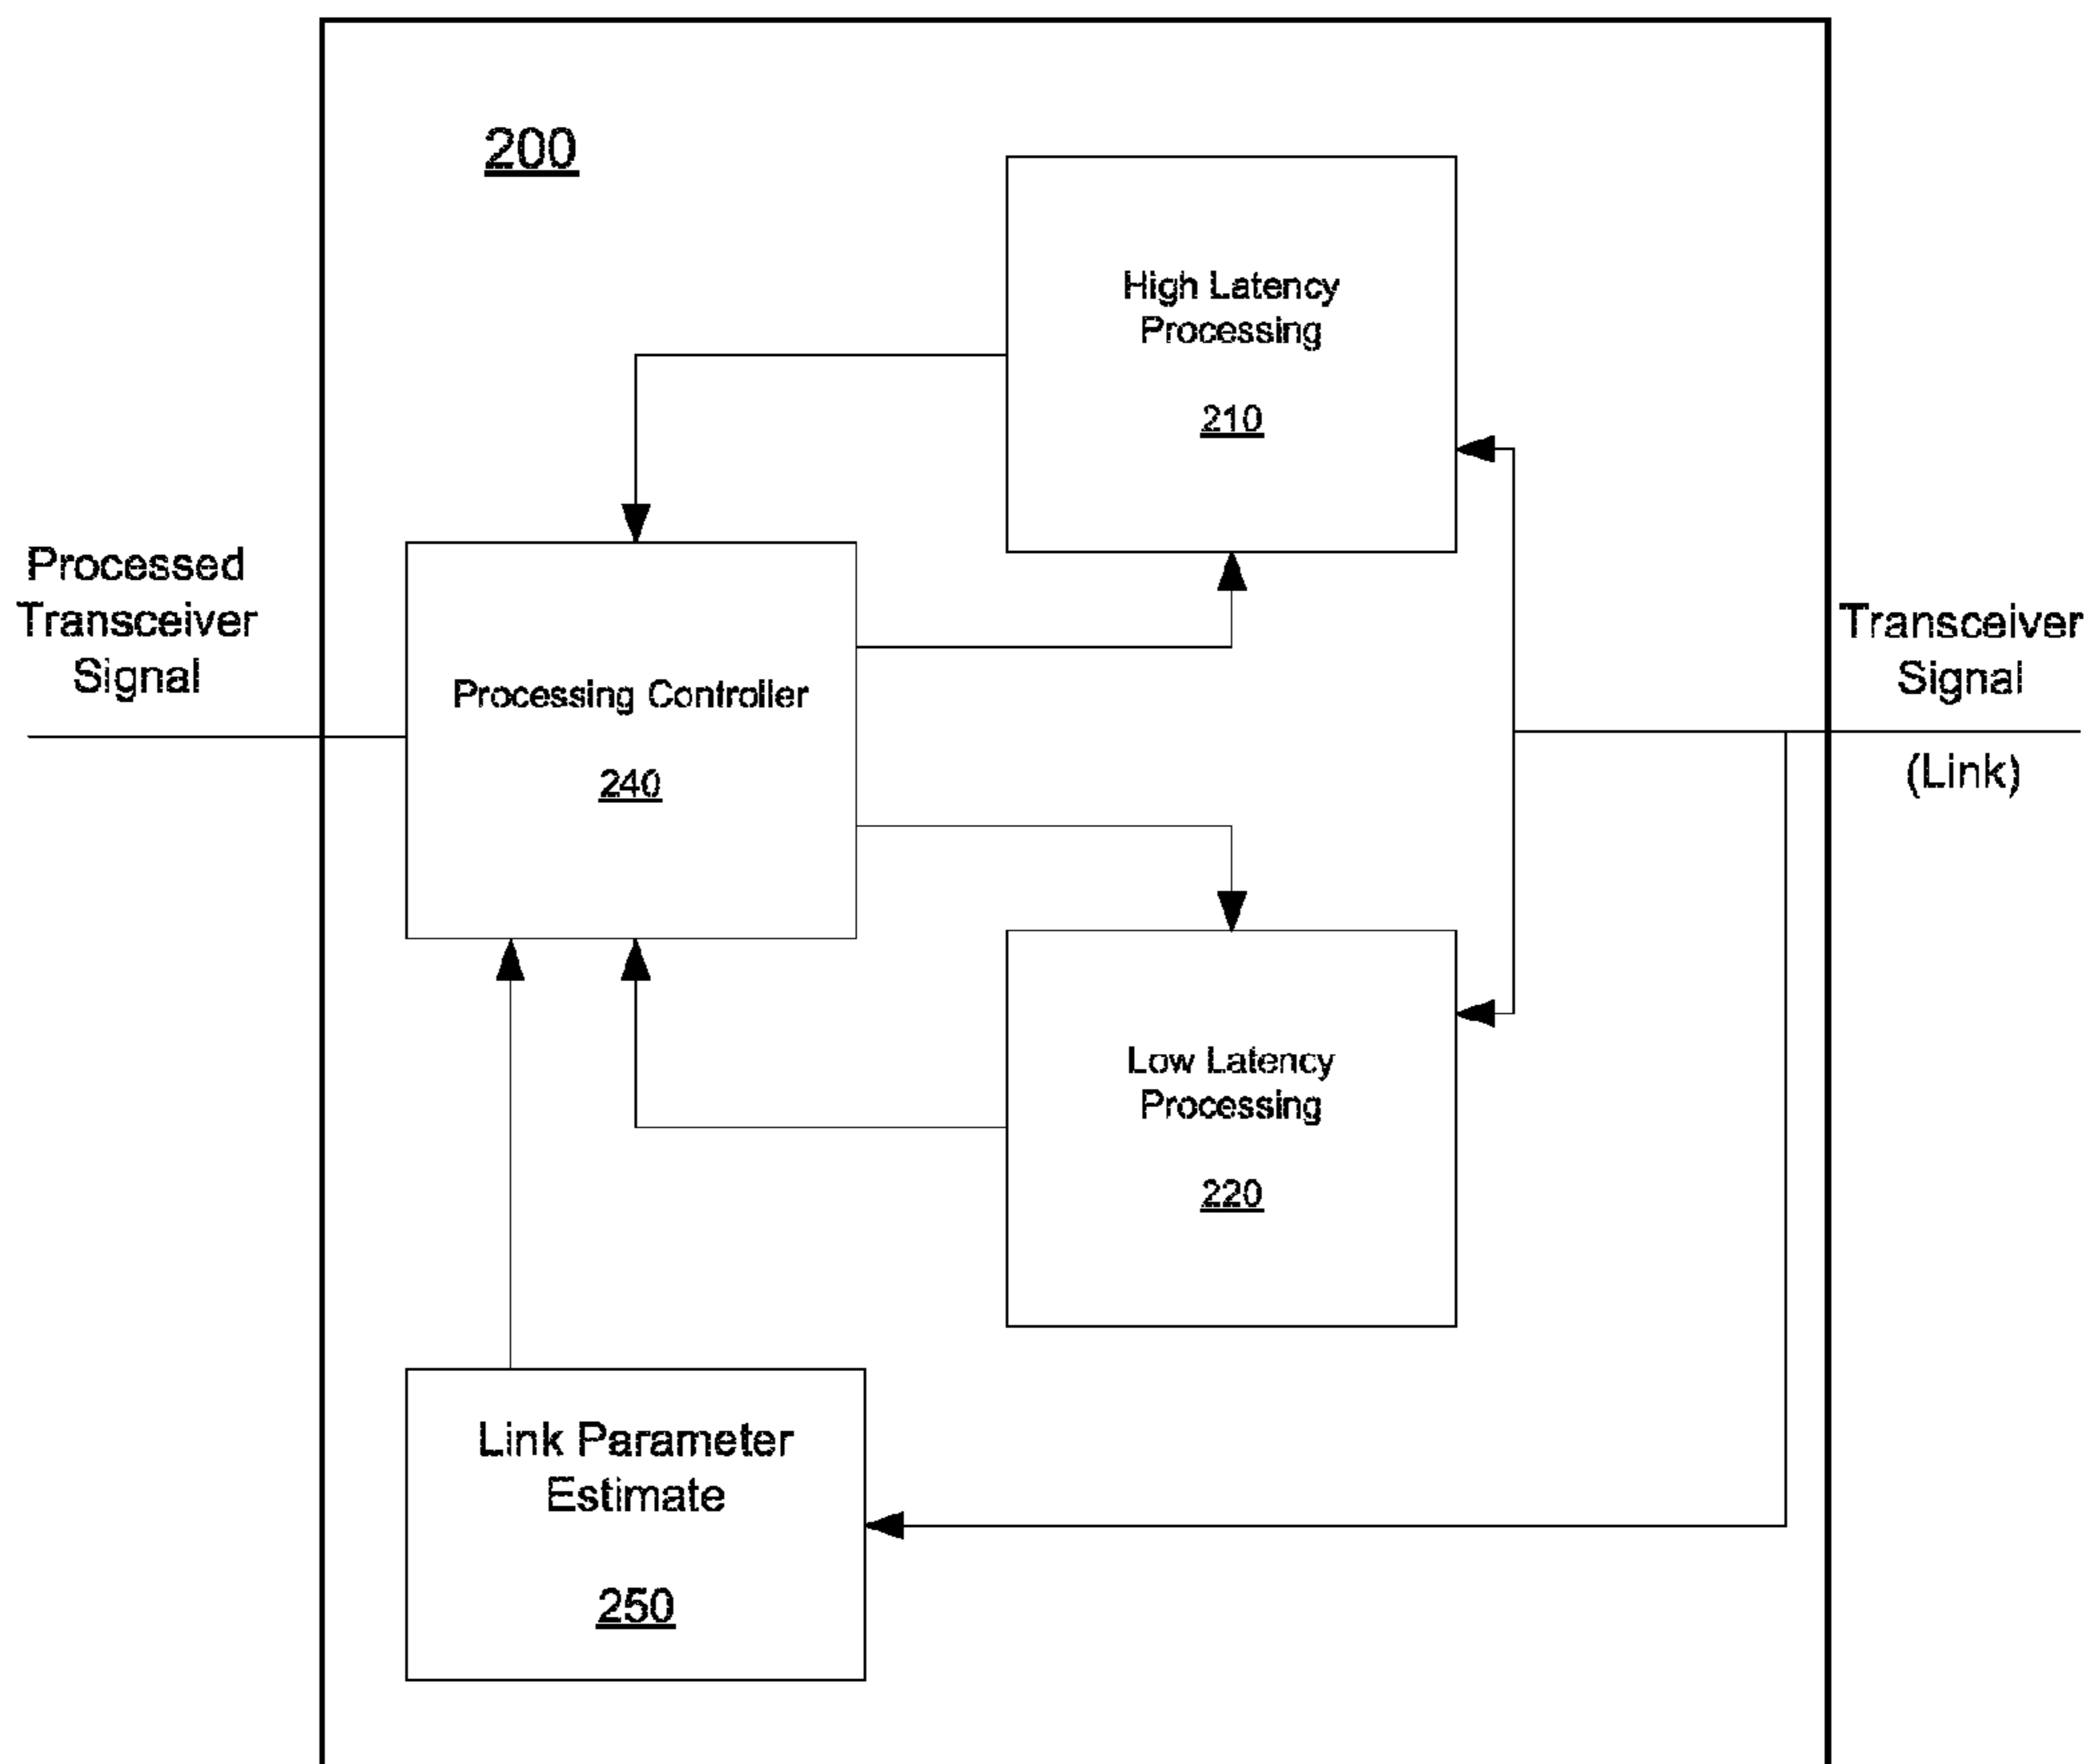 200
High Latency
Processing
210
Processed
Transceiver
Signal
Processing Controller
240
Transceiver
Signal
(Link)
Low Latency
Processing
220
Link Parameter
Estimate
250